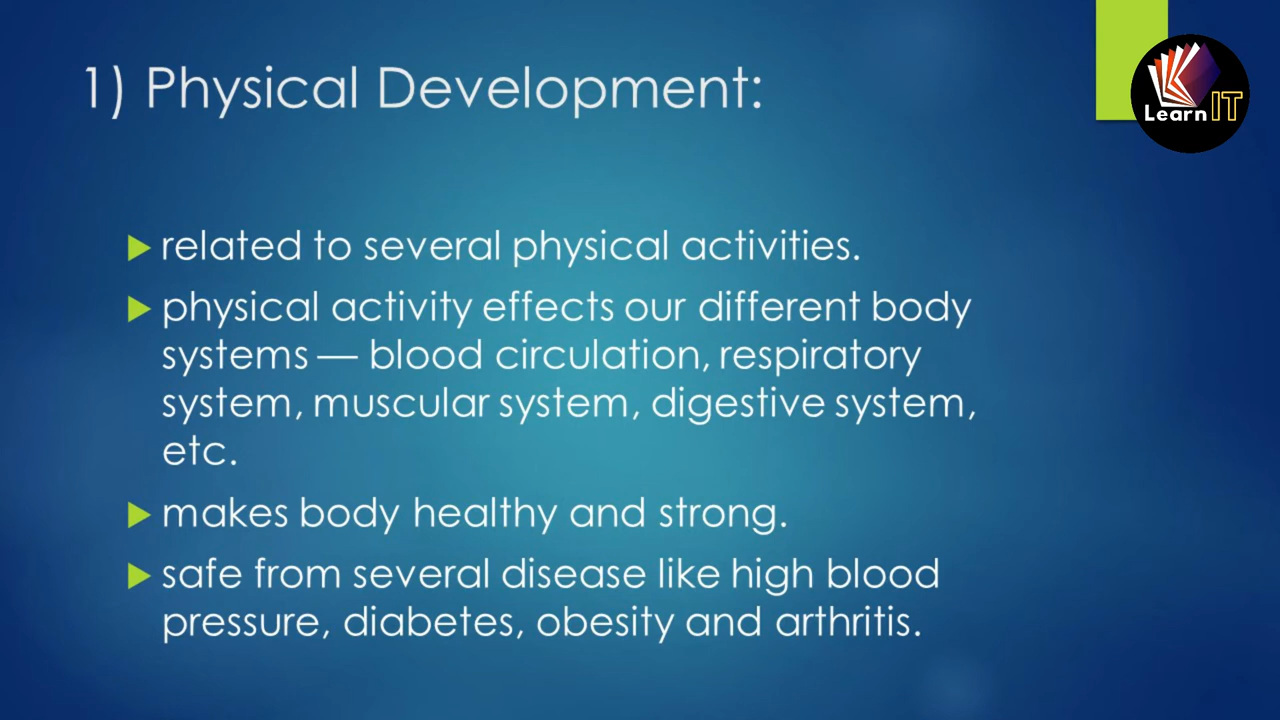 1) Physical Development:
Learn IT
related to several physical activities.
physical activity effects our different body
systems — blood circulation, respiratory
system, muscular system, digestive system,
etc.
makes body healthy and strong.
safe from several disease like high blood
pressure, diabetes, obesity and arthritis.